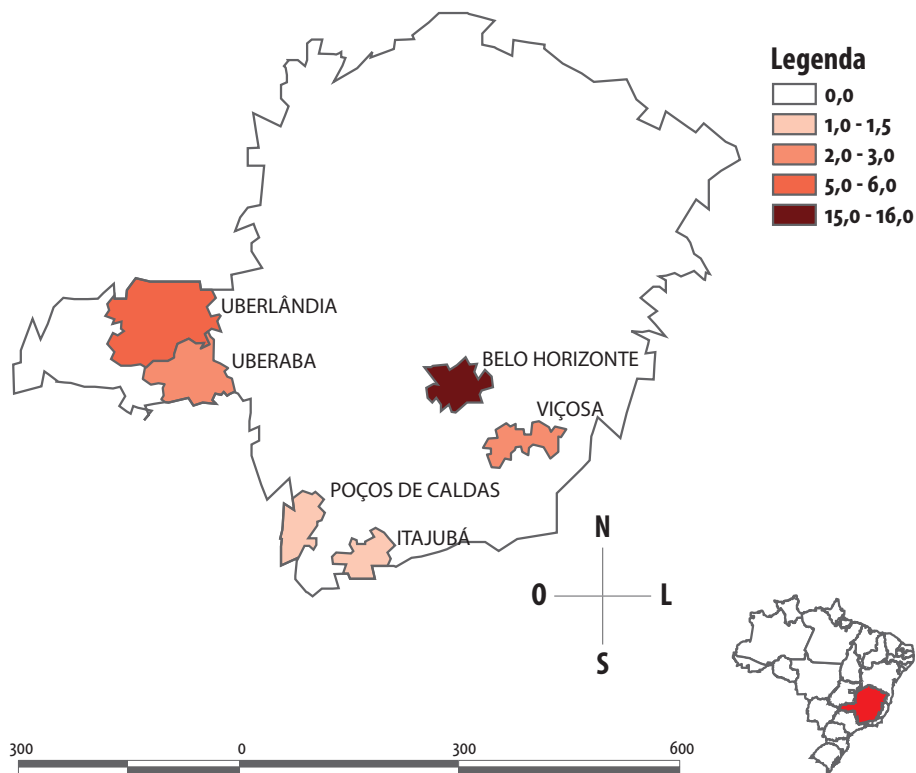 Legenda
0,0
1,0 - 1,5
2,0 - 3,0
5,0 - 6,0
15,0 - 16,0
UBERLÂNDIA
UBERABA
BELO HORIZONTE
VIÇOSA
POÇOS DE CALDAS
ITAJUBÁ
N
O L
S
300 0 300 600